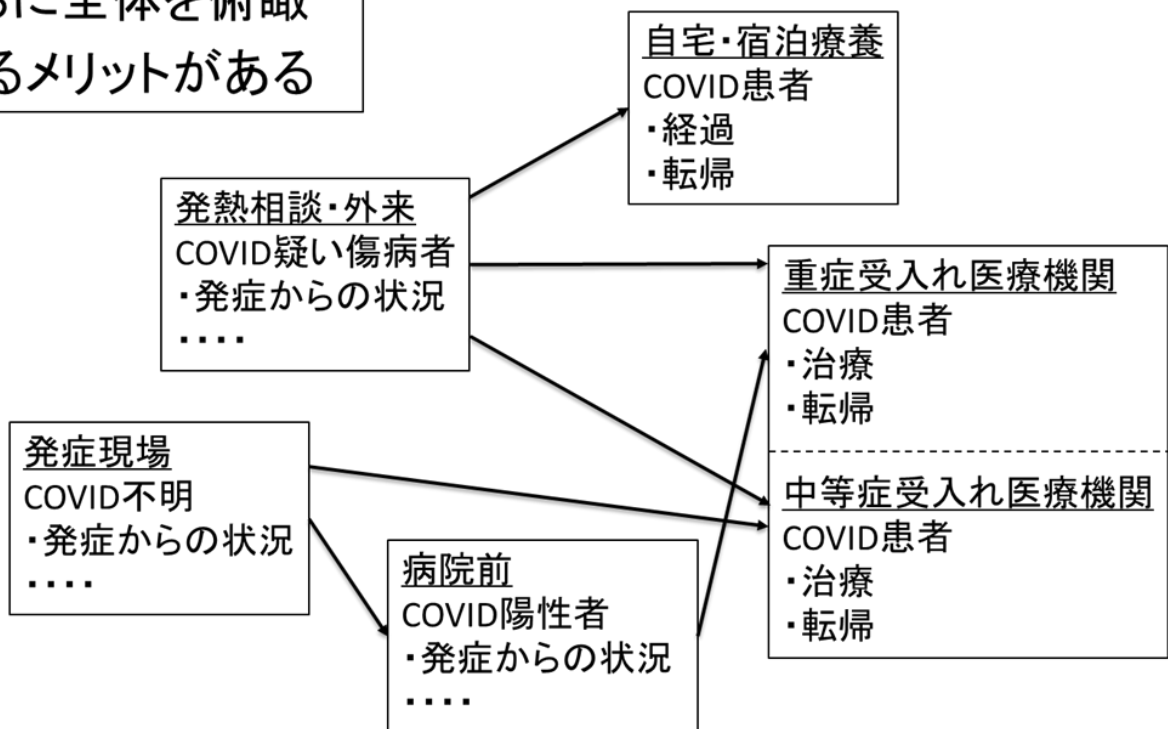 に全体を俯瞰
るメリットがある
自宅・宿泊療養
COVID患者
・経過
・転帰
発熱相談・外来
COVID疑い傷病者
・発症からの状況
・・・・
重症受入れ医療機関
COVID患者
・治療
・転帰
発症現場
COVID不明
・発症からの状況
・・・・
中等症受入れ医療機関
COVID患者
・治療
・転帰
病院前
COVID陽性者
・発症からの状況
・・・・